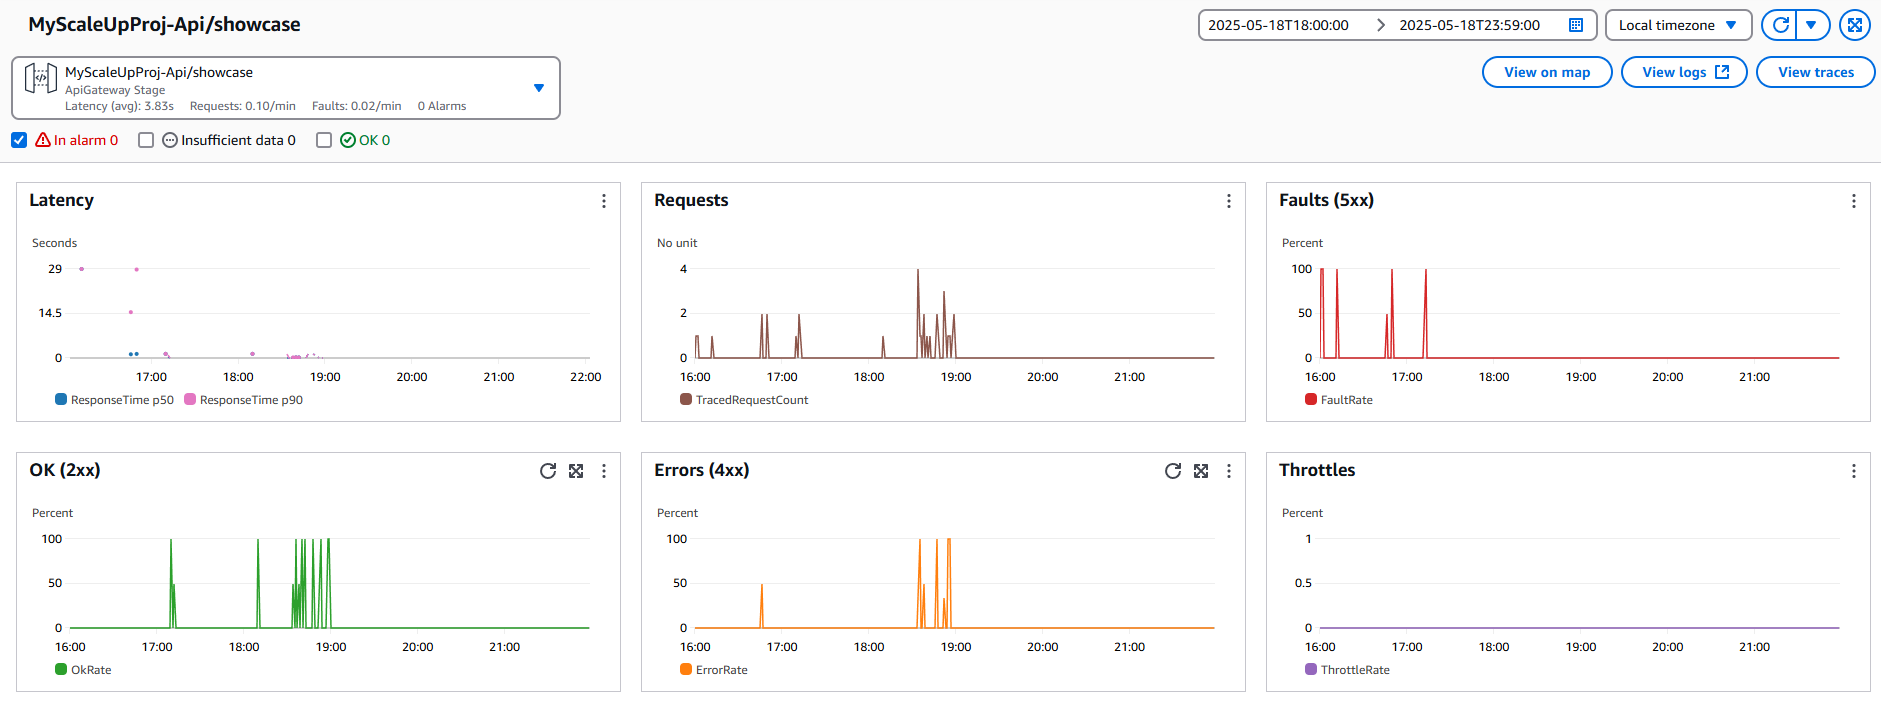 MyScaleUpProj-Api/showcase
2025-05-18T18:00:00 2025-05-18T23:59:00 Local timezone
MyScaleUpProj-Api/showcase
ApiGateway Stage
Latency (avg): 3.83s Requests: 0.10/min Faults: 0.02/min 0 Alarms
View on map View logs View traces
In alarm 0 Insufficient data 0 OK 0
Latency
Seconds
29
14.5
0
17:00 18:00 19:00 20:00 21:00 22:00
ResponseTime p50 ResponseTime p90
Requests
No unit
4
2
0
16:00 17:00 18:00 19:00 20:00 21:00
TracedRequestCount
Faults (5xx)
Percent
100
50
0
16:00 17:00 18:00 19:00 20:00 21:00
FaultRate
OK (2xx)
Percent
100
50
0
16:00 17:00 18:00 19:00 20:00 21:00
OkRate
Errors (4xx)
Percent
100
50
0
16:00 17:00 18:00 19:00 20:00 21:00
ErrorRate
Throttles
Percent
1
0.5
0
16:00 17:00 18:00 19:00 20:00 21:00
ThrottleRate